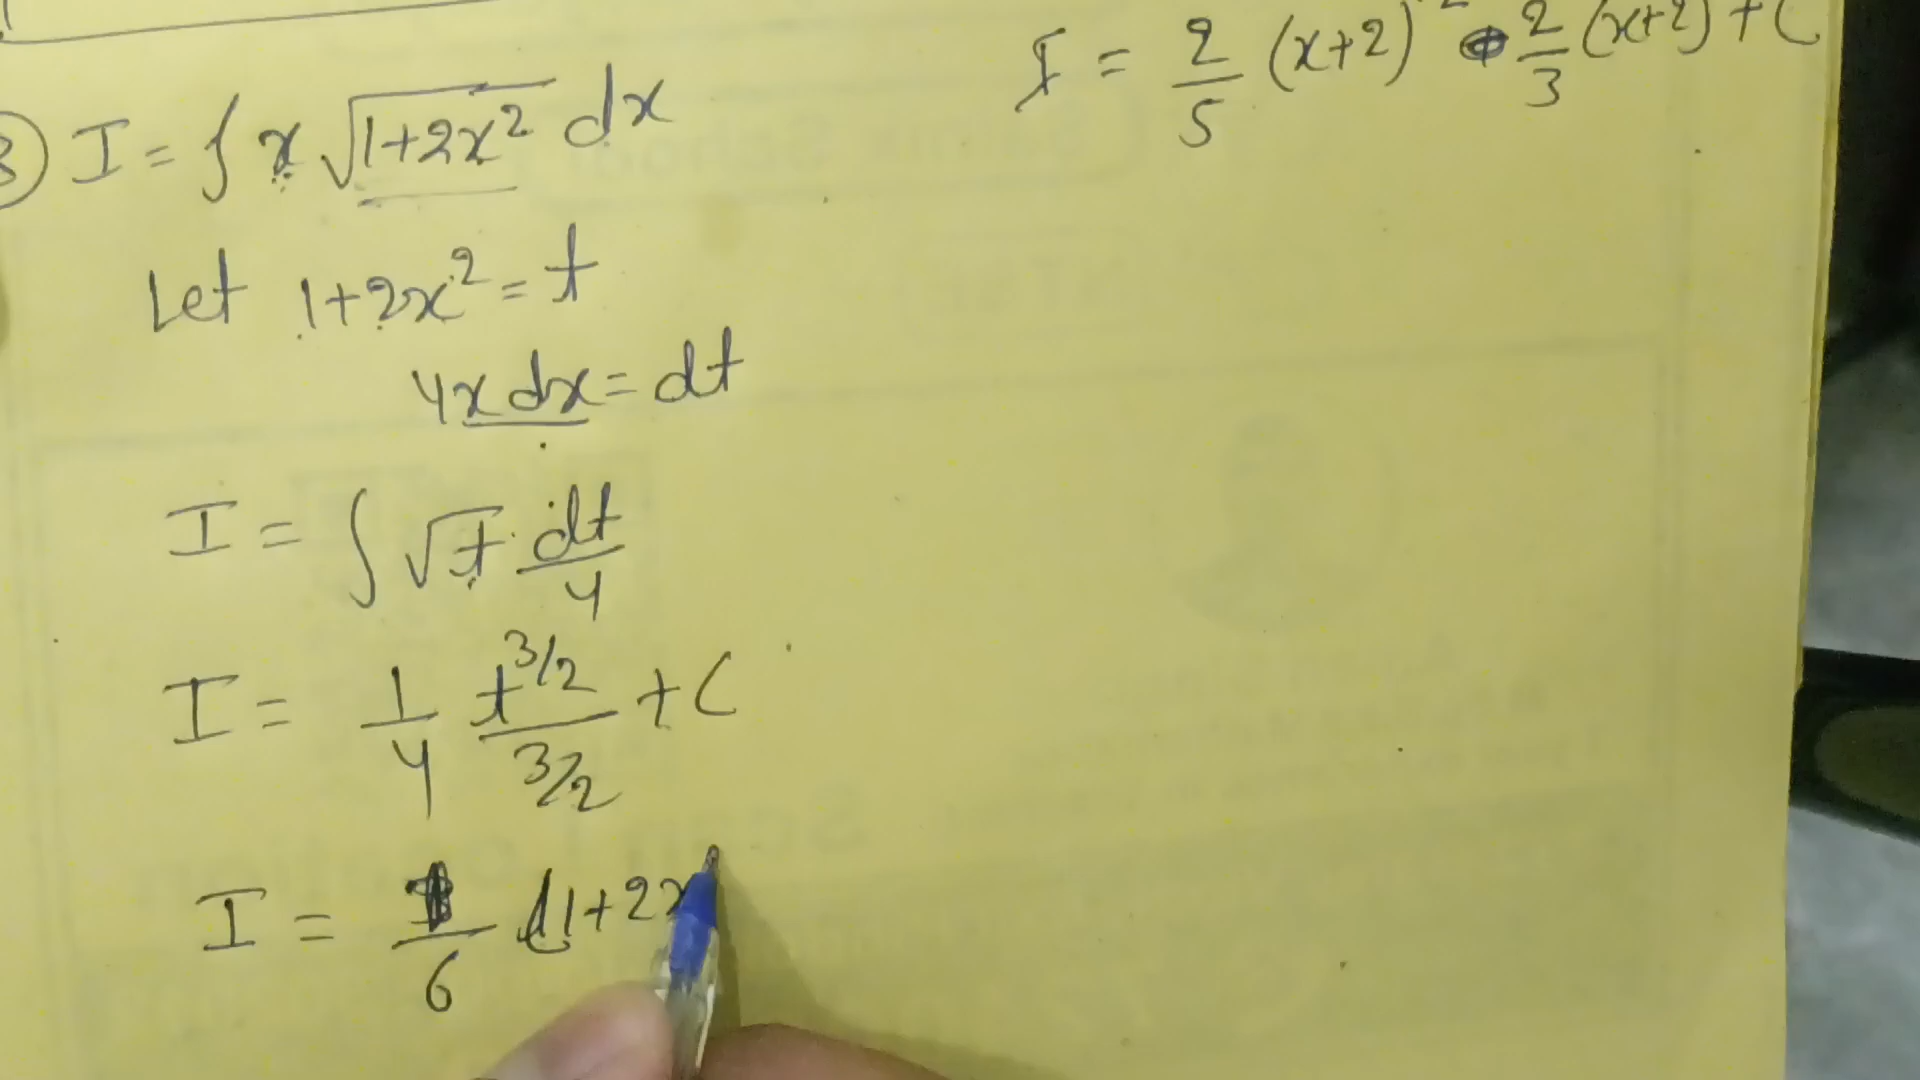 I = 2/5 (x+2) 2/3 (x+2) + C
3) I = ∫ x √(1+2x²) dx
Let 1+2x² = t
4x dx = dt
I = ∫ √t dt/4
I = 1/4 t^3/2 / 3/2 + C
I = 1/6 (1+2x